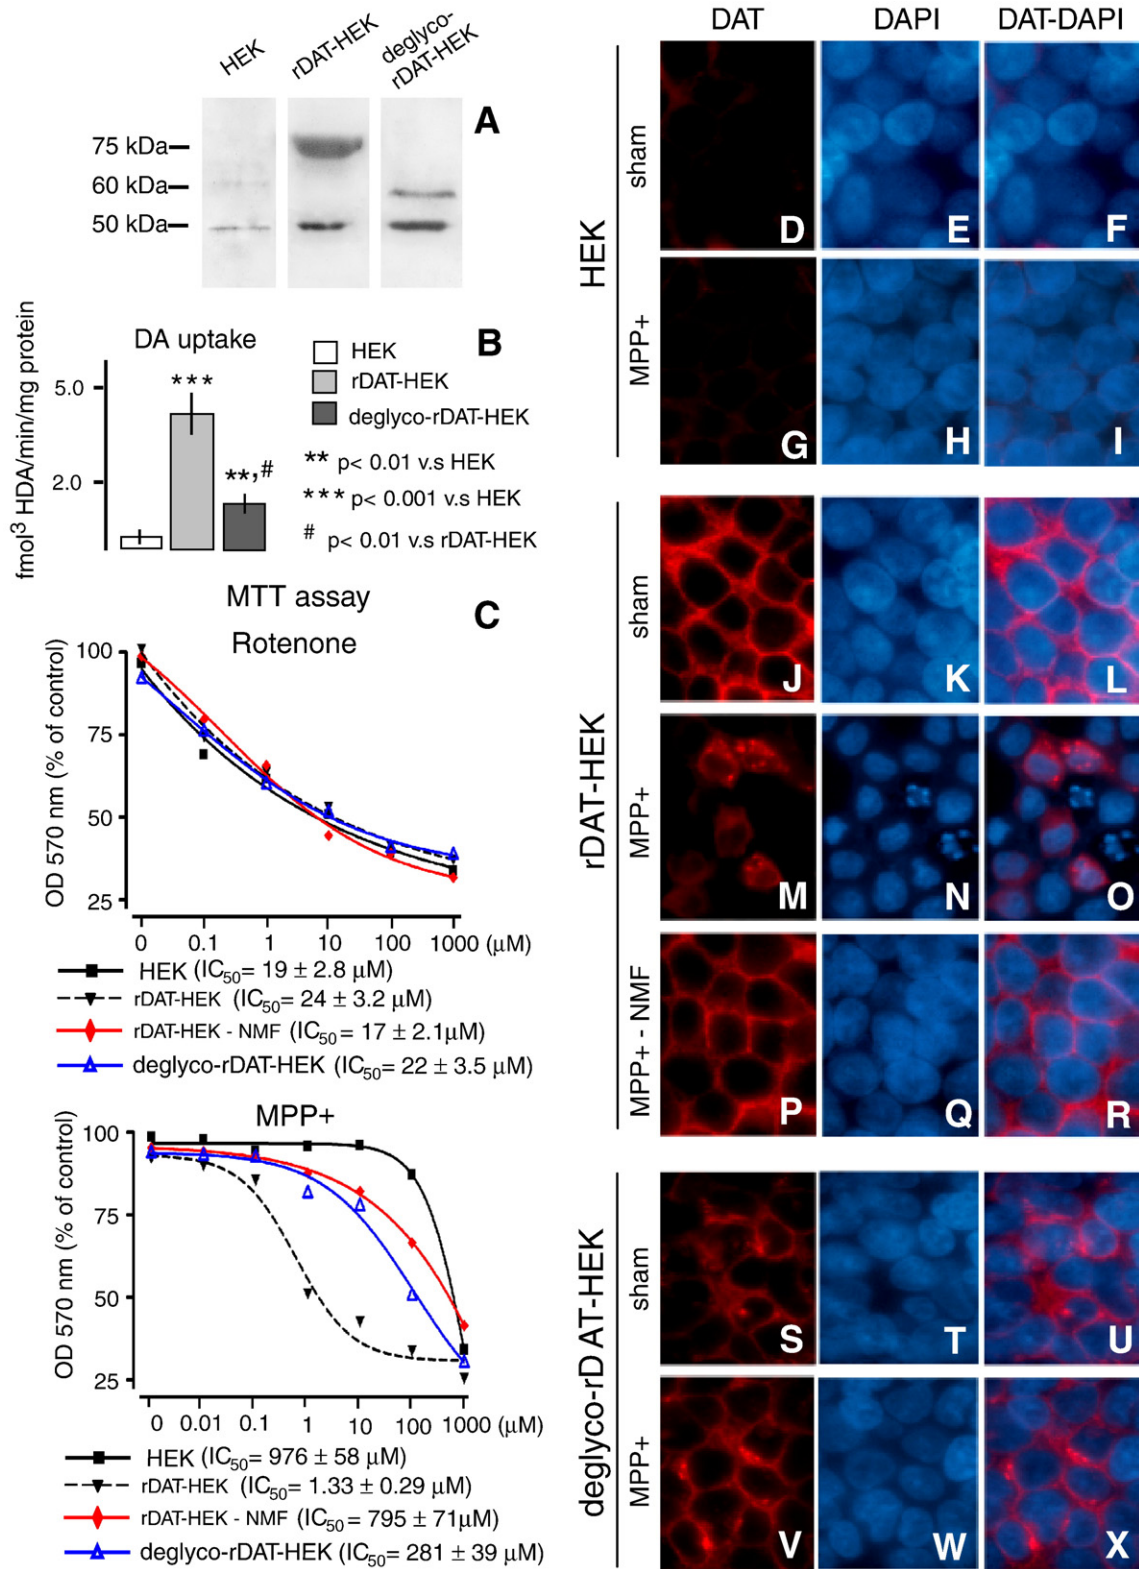 HEK
rDAT-HEK
deglyco-
rDAT-HEK
A
75 kDa
60 kDa
50 kDa
DA uptake
B
fmol³ HDA/min/mg protein
5.0
2.0
***
**,#
HEK
rDAT-HEK
deglyco-rDAT-HEK
** p< 0.01 v.s HEK
*** p< 0.001 v.s HEK
# p< 0.01 v.s rDAT-HEK
MTT assay
C
Rotenone
OD 570 nm (% of control)
100
75
50
25
0 0.1 1 10 100 1000 (μM)
HEK (IC50= 19 ± 2.8 μM)
rDAT-HEK (IC50= 24 ± 3.2 μM)
rDAT-HEK - NMF (IC50= 17 ± 2.1μM)
deglyco-rDAT-HEK (IC50= 22 ± 3.5 μM)
MPP+
OD 570 nm (% of control)
100
75
50
25
0 0.01 0.1 1 10 100 1000 (μM)
HEK (IC50= 976 ± 58 μM)
rDAT-HEK (IC50= 1.33 ± 0.29 μM)
rDAT-HEK - NMF (IC50= 795 ± 71μM)
deglyco-rDAT-HEK (IC50= 281 ± 39 μM)
DAT DAPI DAT-DAPI
HEK
sham
D E F
MPP+
G H I
rDAT-HEK
sham
J K L
MPP+
M N O
MPP+ - NMF
P Q R
deglyco-rD AT-HEK
sham
S T U
MPP+
V W X